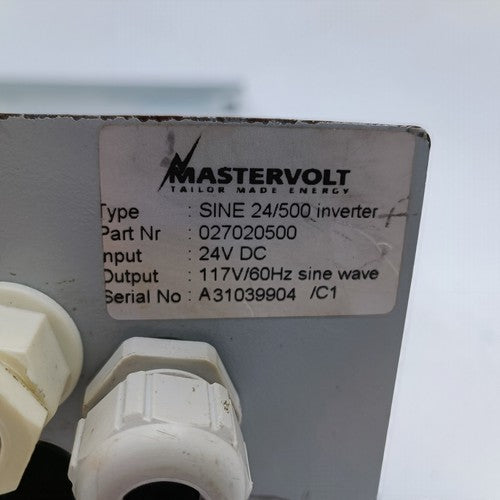 MASTERVOLT
TAILOR MADE ENERGY
Type : SINE 24/500 inverter
Part Nr : 027020500
Input : 24V DC
Output : 117V/60Hz sine wave
Serial No : A31039904 /C1